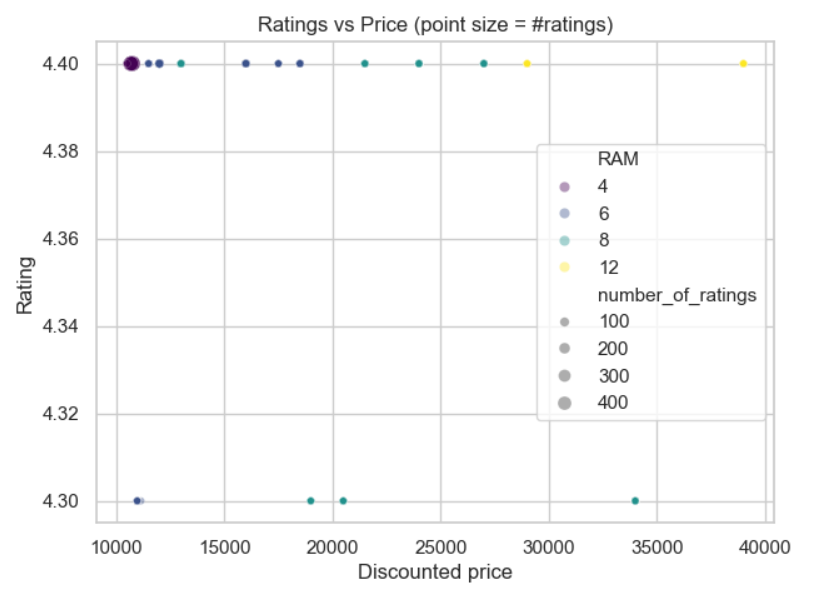 Ratings vs Price (point size = #ratings)
4.40
4.38
4.36
4.34
4.32
4.30
Rating
RAM
4
6
8
12
number_of_ratings
100
200
300
400
10000 15000 20000 25000 30000 35000 40000
Discounted price